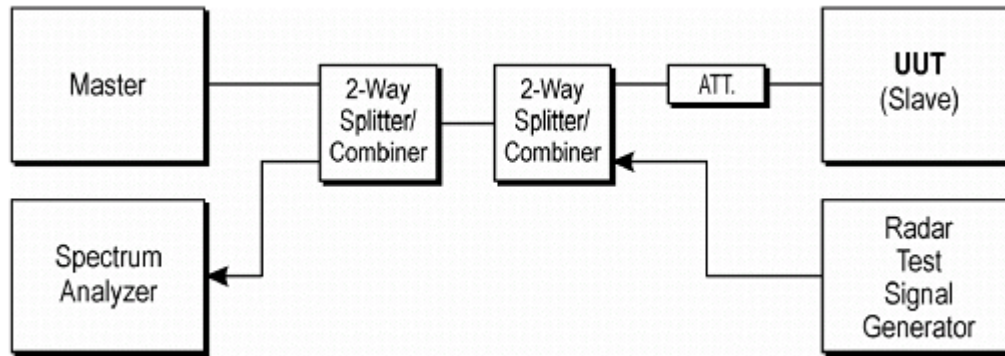 Master
2-Way
Splitter/
Combiner
2-Way
Splitter/
Combiner
ATT.
UUT
(Slave)
Spectrum
Analyzer
Radar
Test
Signal
Generator